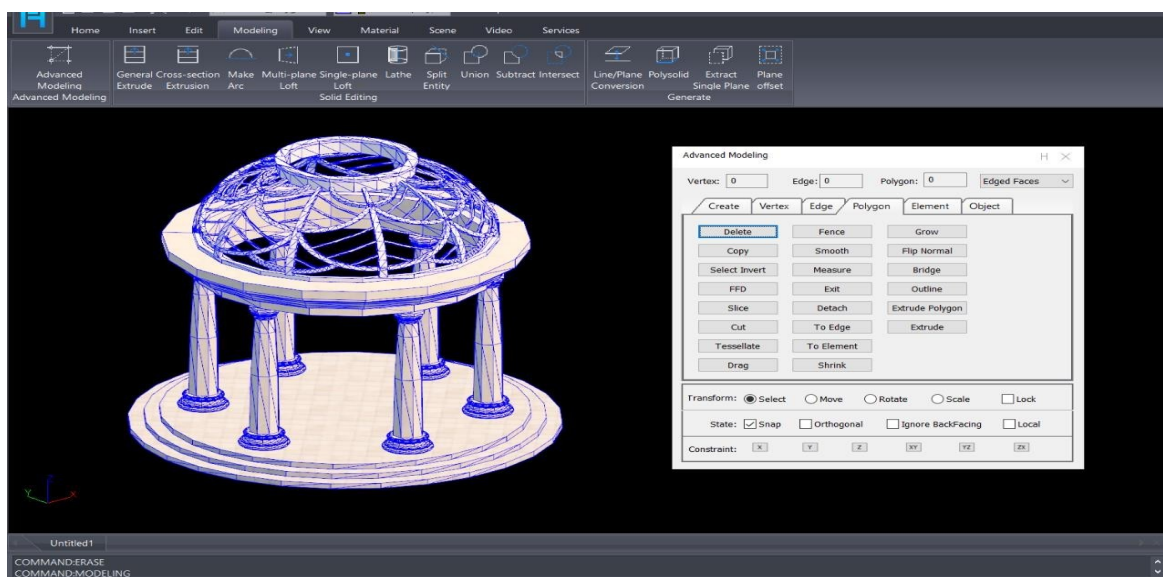 Home Insert Edit Modeling View Material Scene Video Services
Advanced Modeling
General Extrude
Cross-section Extrusion
Make Arc
Multi-plane Loft
Single-plane Loft
Lathe
Split Entity
Union
Subtract
Intersect
Line/Plane Conversion
Polysolid
Extract Single Plane
Plane offset
Advanced Modeling Solid Editing Generate
Advanced Modeling H
Vertex: 0 Edge: 0 Polygon: 0 Edged Faces
Create Vertex Edge Polygon Element Object
Delete Fence Grow
Copy Smooth Flip Normal
Select Invert Measure Bridge
FFD Exit Outline
Slice Detach Extrude Polygon
Cut To Edge Extrude
Tessellate To Element
Drag Shrink
Transform: Select Move Rotate Scale Lock
State: Snap Orthogonal Ignore BackFacing Local
Constraint: X Y Z XY YZ ZX
Z
Y X
Untitled1
COMMAND:ERASE
COMMAND:MODELING